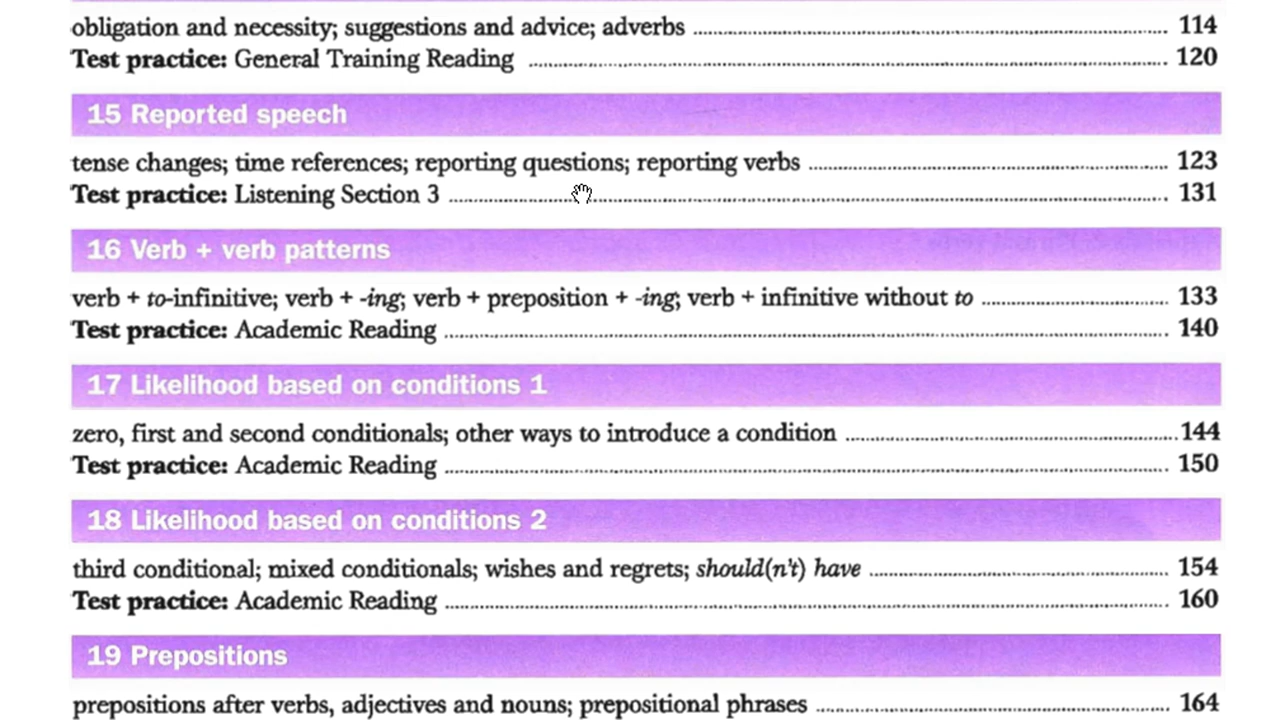 obligation and necessity; suggestions and advice; adverbs ........ 114
Test practice: General Training Reading ........ 120
15 Reported speech
tense changes; time references; reporting questions; reporting verbs ........ 123
Test practice: Listening Section 3 ........ 131
16 Verb + verb patterns
verb + to-infinitive; verb + -ing; verb + preposition + -ing; verb + infinitive without to ........ 133
Test practice: Academic Reading ........ 140
17 Likelihood based on conditions 1
zero, first and second conditionals; other ways to introduce a condition ........ 144
Test practice: Academic Reading ........ 150
18 Likelihood based on conditions 2
third conditional; mixed conditionals; wishes and regrets; should(n't) have ........ 154
Test practice: Academic Reading ........ 160
19 Prepositions
prepositions after verbs, adjectives and nouns; prepositional phrases ........ 164